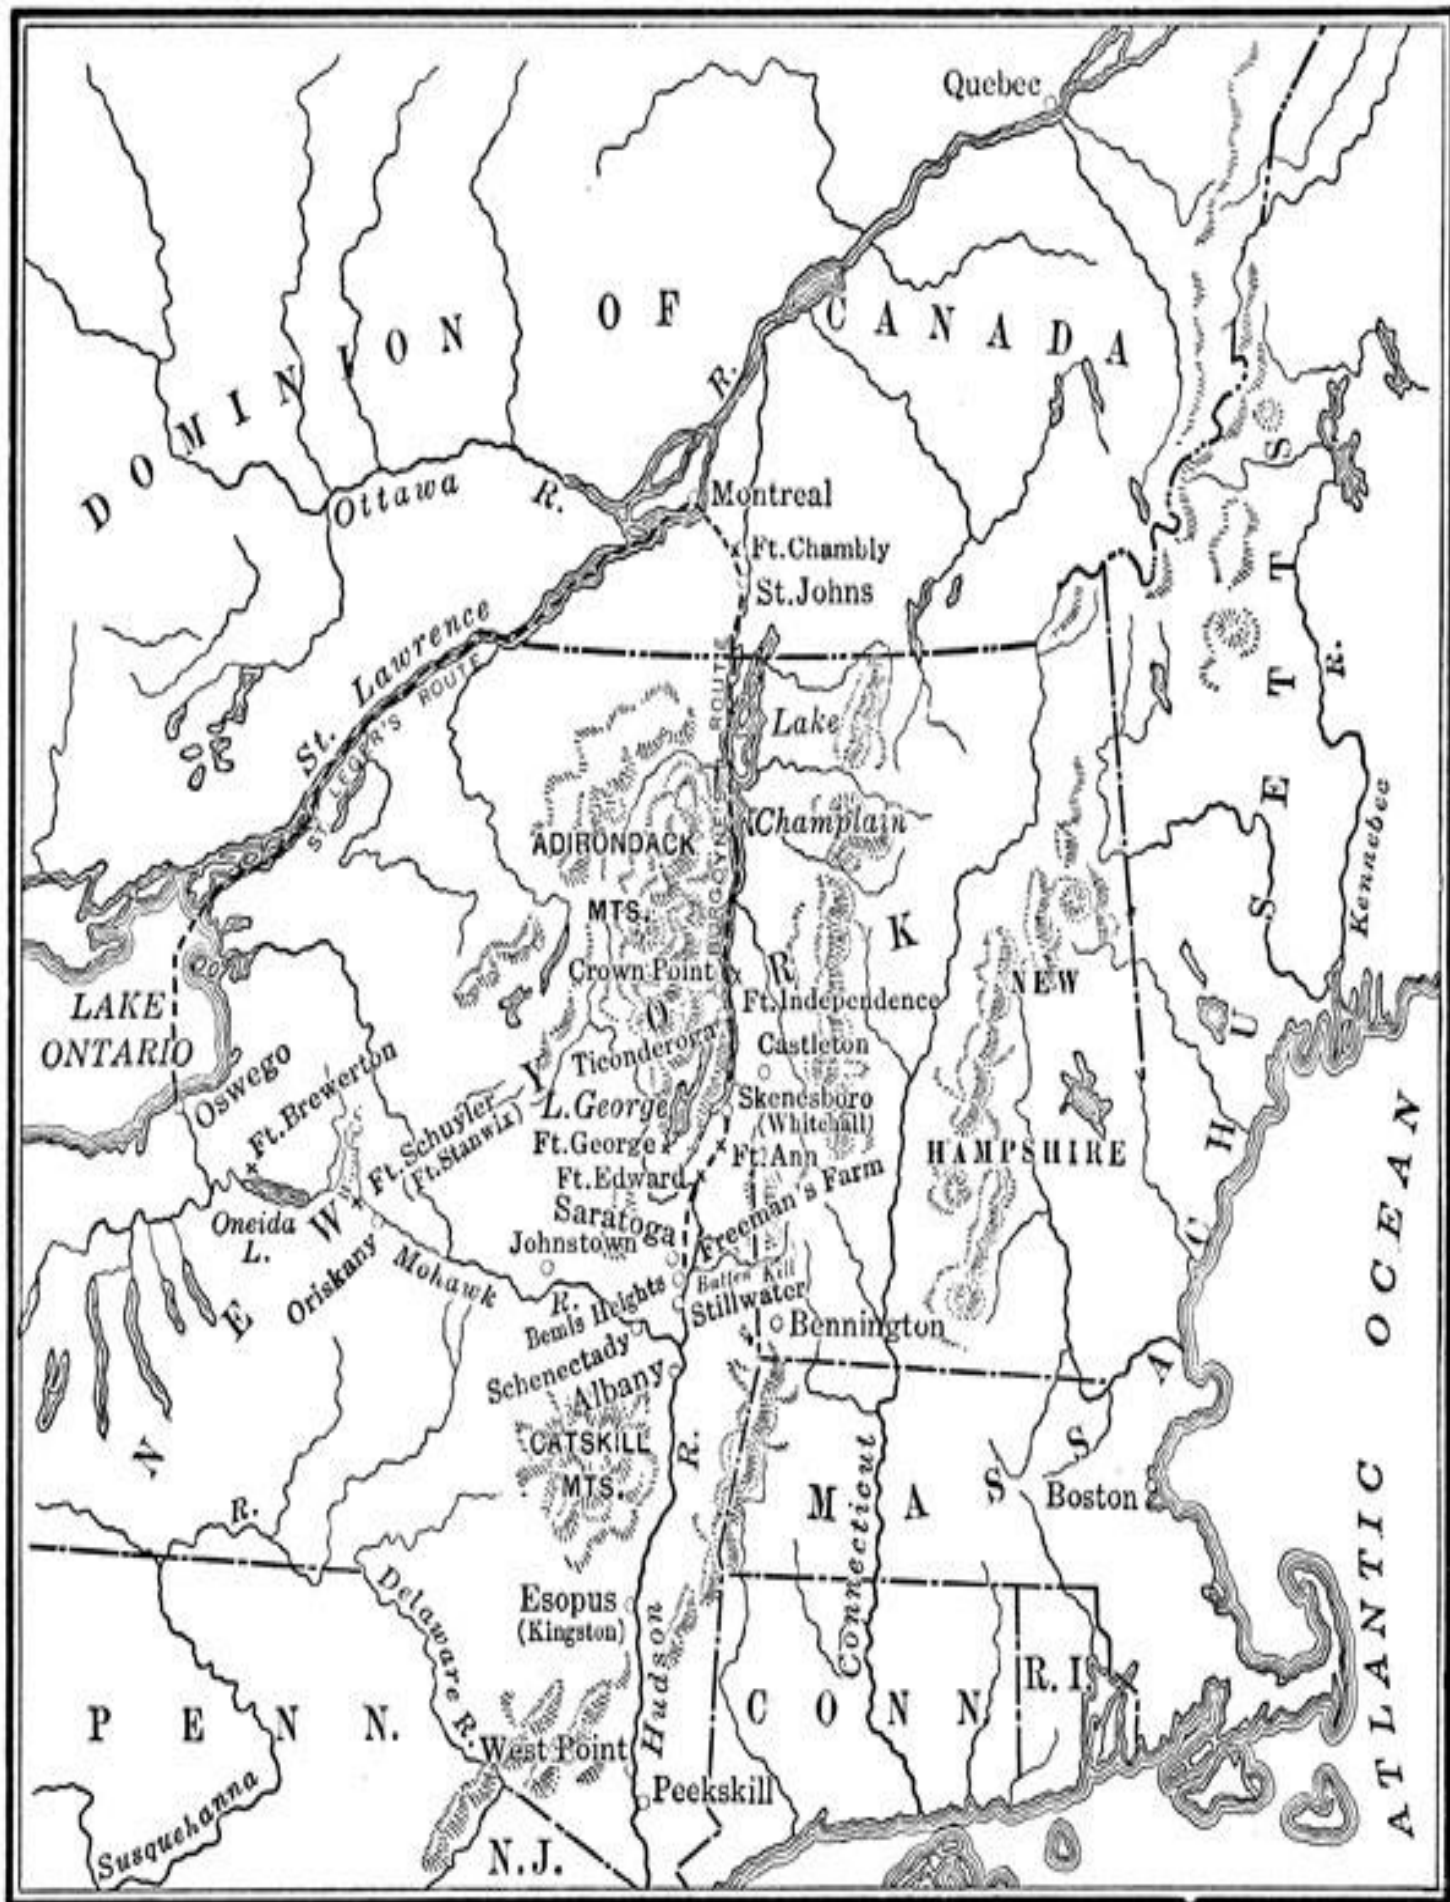 Quebec
DOMINION OF CANADA
R.
Ottawa R.
Montreal
Ft. Chambly
St. Johns
St. Lawrence
ST. LEGER'S ROUTE
BURGOYNE'S ROUTE
Lake
Champlain
ADIRONDACK
MTS.
Crown Point
Ft. Independence
Ticonderoga
Castleton
L. George
Skenesboro
(Whitehall)
Ft. George
Ft. Ann
Ft. Edward
Freeman's Farm
Saratoga
Johnstown
Batten Kill
Bemis Heights
Stillwater
Bennington
Schenectady
Albany
CATSKILL
MTS.
LAKE
ONTARIO
Oswego
Ft. Brewerton
Ft. Schuyler
(Ft. Stanwix)
Oneida
L.
Oriskany
Mohawk R.
NEW YORK
NEW
HAMPSHIRE
Kennebec
R.
MASSACHUSETTS
Boston
Connecticut
R.
Hudson R.
Esopus
(Kingston)
Delaware R.
West Point
Peekskill
PENN.
Susquehanna
N.J.
CONN
R.I.
ATLANTIC OCEAN